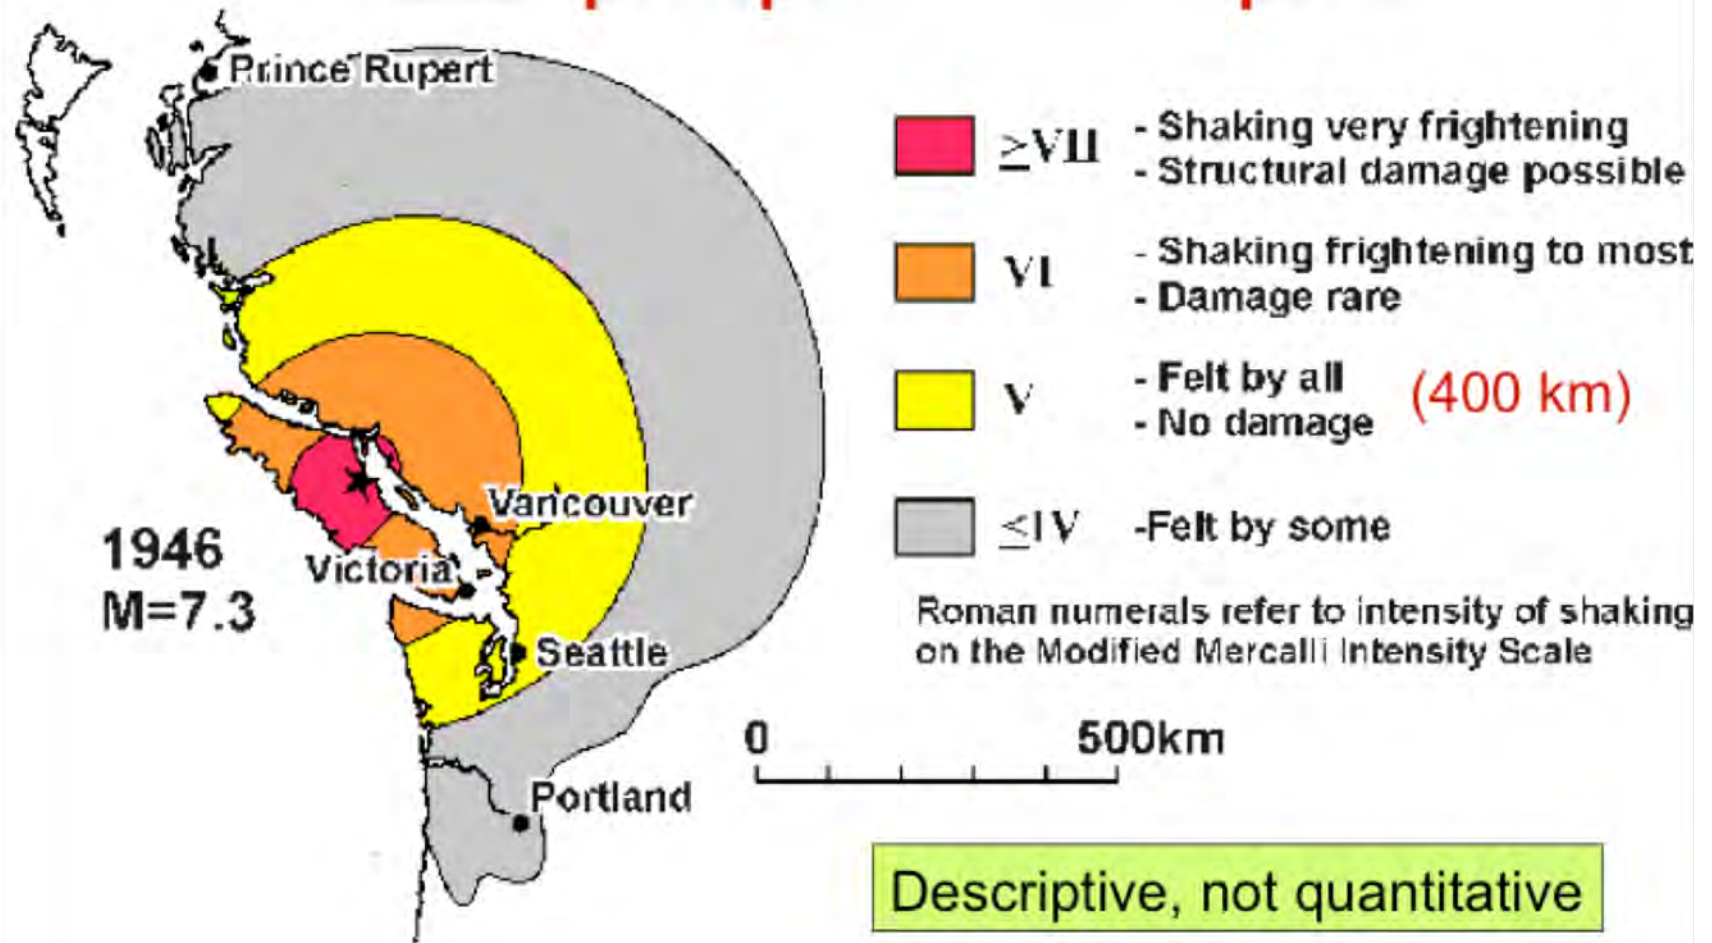 Prince Rupert
≥VII - Shaking very frightening
- Structural damage possible
VI - Shaking frightening to most
- Damage rare
V - Felt by all
- No damage
(400 km)
≤IV -Felt by some
Vancouver
1946
M=7.3
Victoria
Seattle
Roman numerals refer to intensity of shaking
on the Modified Mercalli Intensity Scale
0 500km
Portland
Descriptive, not quantitative